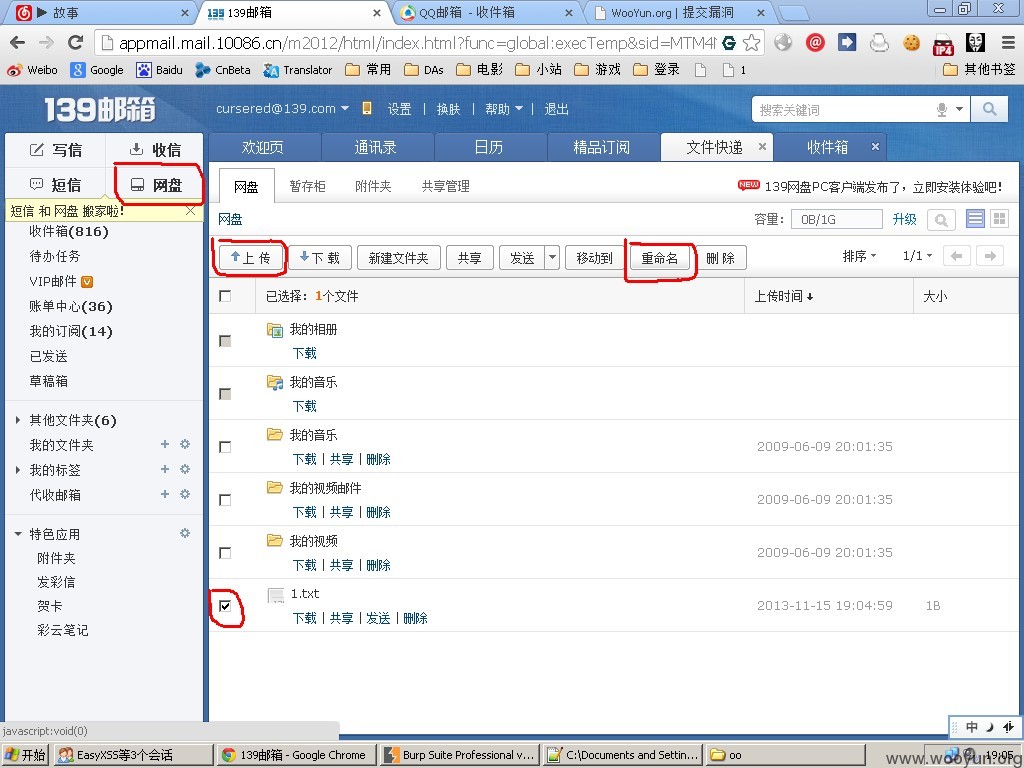 故事
139邮箱
QQ邮箱 - 收件箱
WooYun.org | 提交漏洞
appmail.mail.10086.cn/m2012/html/index.html?func=global:execTemp&sid=MTM4M
IP4
Weibo Google Baidu CnBeta Translator 常用 DAs 电影 小站 游戏 登录 1 其他书签
139邮箱
cursered@139.com 设置 | 换肤 | 帮助 | 退出
搜索关键词
写信 收信
欢迎页 通讯录 日历 精品订阅 文件快递 收件箱
短信 网盘
短信 和 网盘 搬家啦!
网盘 暂存柜 附件夹 共享管理
NEW 139网盘PC客户端发布了，立即安装体验吧!
网盘
容量: 0B/1G 升级
收件箱(816)
待办任务
VIP邮件
账单中心(36)
我的订阅(14)
已发送
草稿箱
其他文件夹(6)
我的文件夹
我的标签
代收邮箱
特色应用
附件夹
发彩信
贺卡
彩云笔记
上传 下载 新建文件夹 共享 发送 移动到 重命名 删除 排序 1/1
已选择: 1个文件 上传时间 大小
我的相册
下载
我的音乐
下载
我的音乐
下载 | 共享 | 删除
2009-06-09 20:01:35
我的视频邮件
下载 | 共享 | 删除
2009-06-09 20:01:35
我的视频
下载 | 共享 | 删除
2009-06-09 20:01:35
1.txt
下载 | 共享 | 发送 | 删除
2013-11-15 19:04:59 1B
javascript:void(0)
中
开始 EasyXSS等3个会话 139邮箱 - Google Chrome Burp Suite Professional v... C:\Documents and Settin... oo 19:05
www.wooyun.org